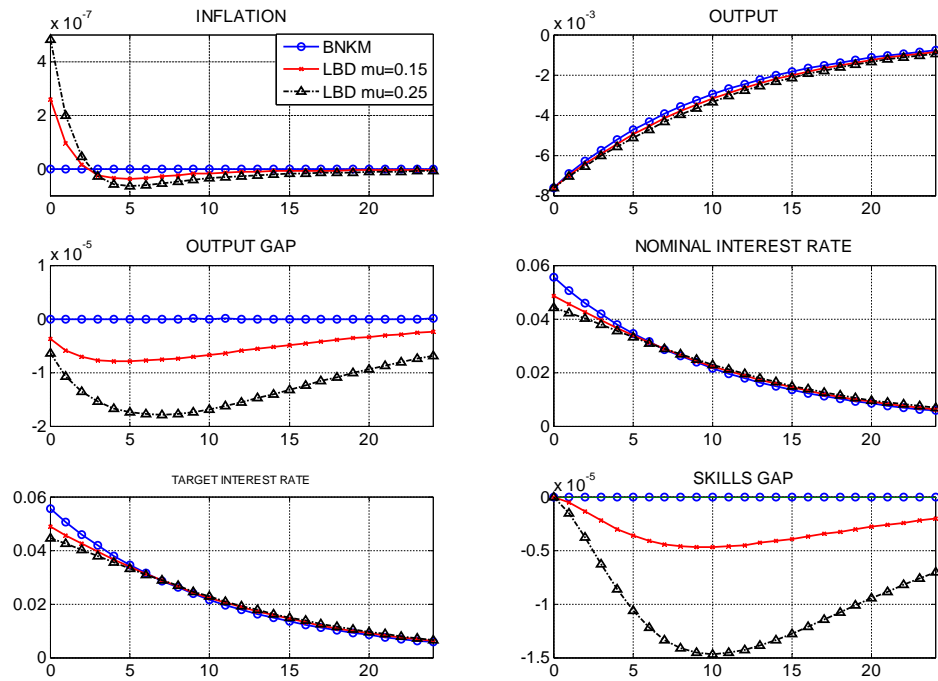 INFLATION
x 10^-7
4
2
0
0 5 10 15 20
BNKM
LBD mu=0.15
LBD mu=0.25
OUTPUT
x 10^-3
0
-2
-4
-6
-8
0 5 10 15 20
OUTPUT GAP
x 10^-5
1
0
-1
-2
0 5 10 15 20
NOMINAL INTEREST RATE
0.06
0.04
0.02
0
0 5 10 15 20
TARGET INTEREST RATE
0.06
0.04
0.02
0
0 5 10 15 20
SKILLS GAP
x 10^-5
0
-0.5
-1
-1.5
0 5 10 15 20